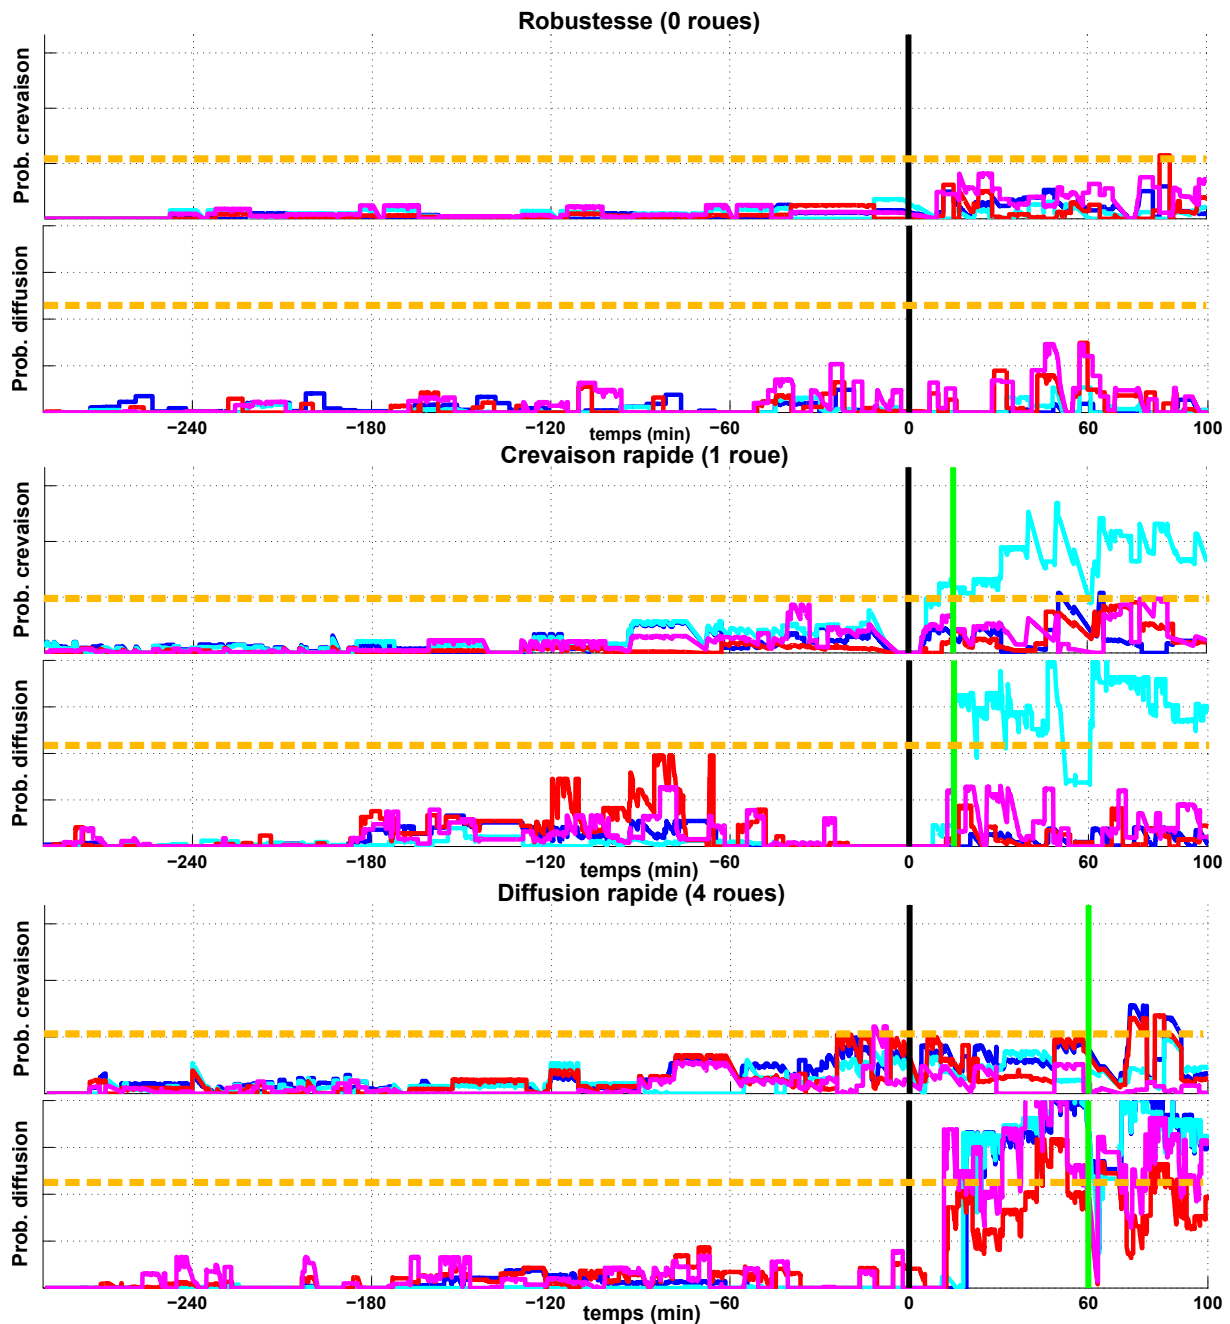 Robustesse (0 roues)
Prob. crevaison
Prob. diffusion
−240 −180 −120 −60 0 60 100
temps (min)
Crevaison rapide (1 roue)
Prob. crevaison
Prob. diffusion
−240 −180 −120 −60 0 60 100
temps (min)
Diffusion rapide (4 roues)
Prob. crevaison
Prob. diffusion
−240 −180 −120 −60 0 60 100
temps (min)